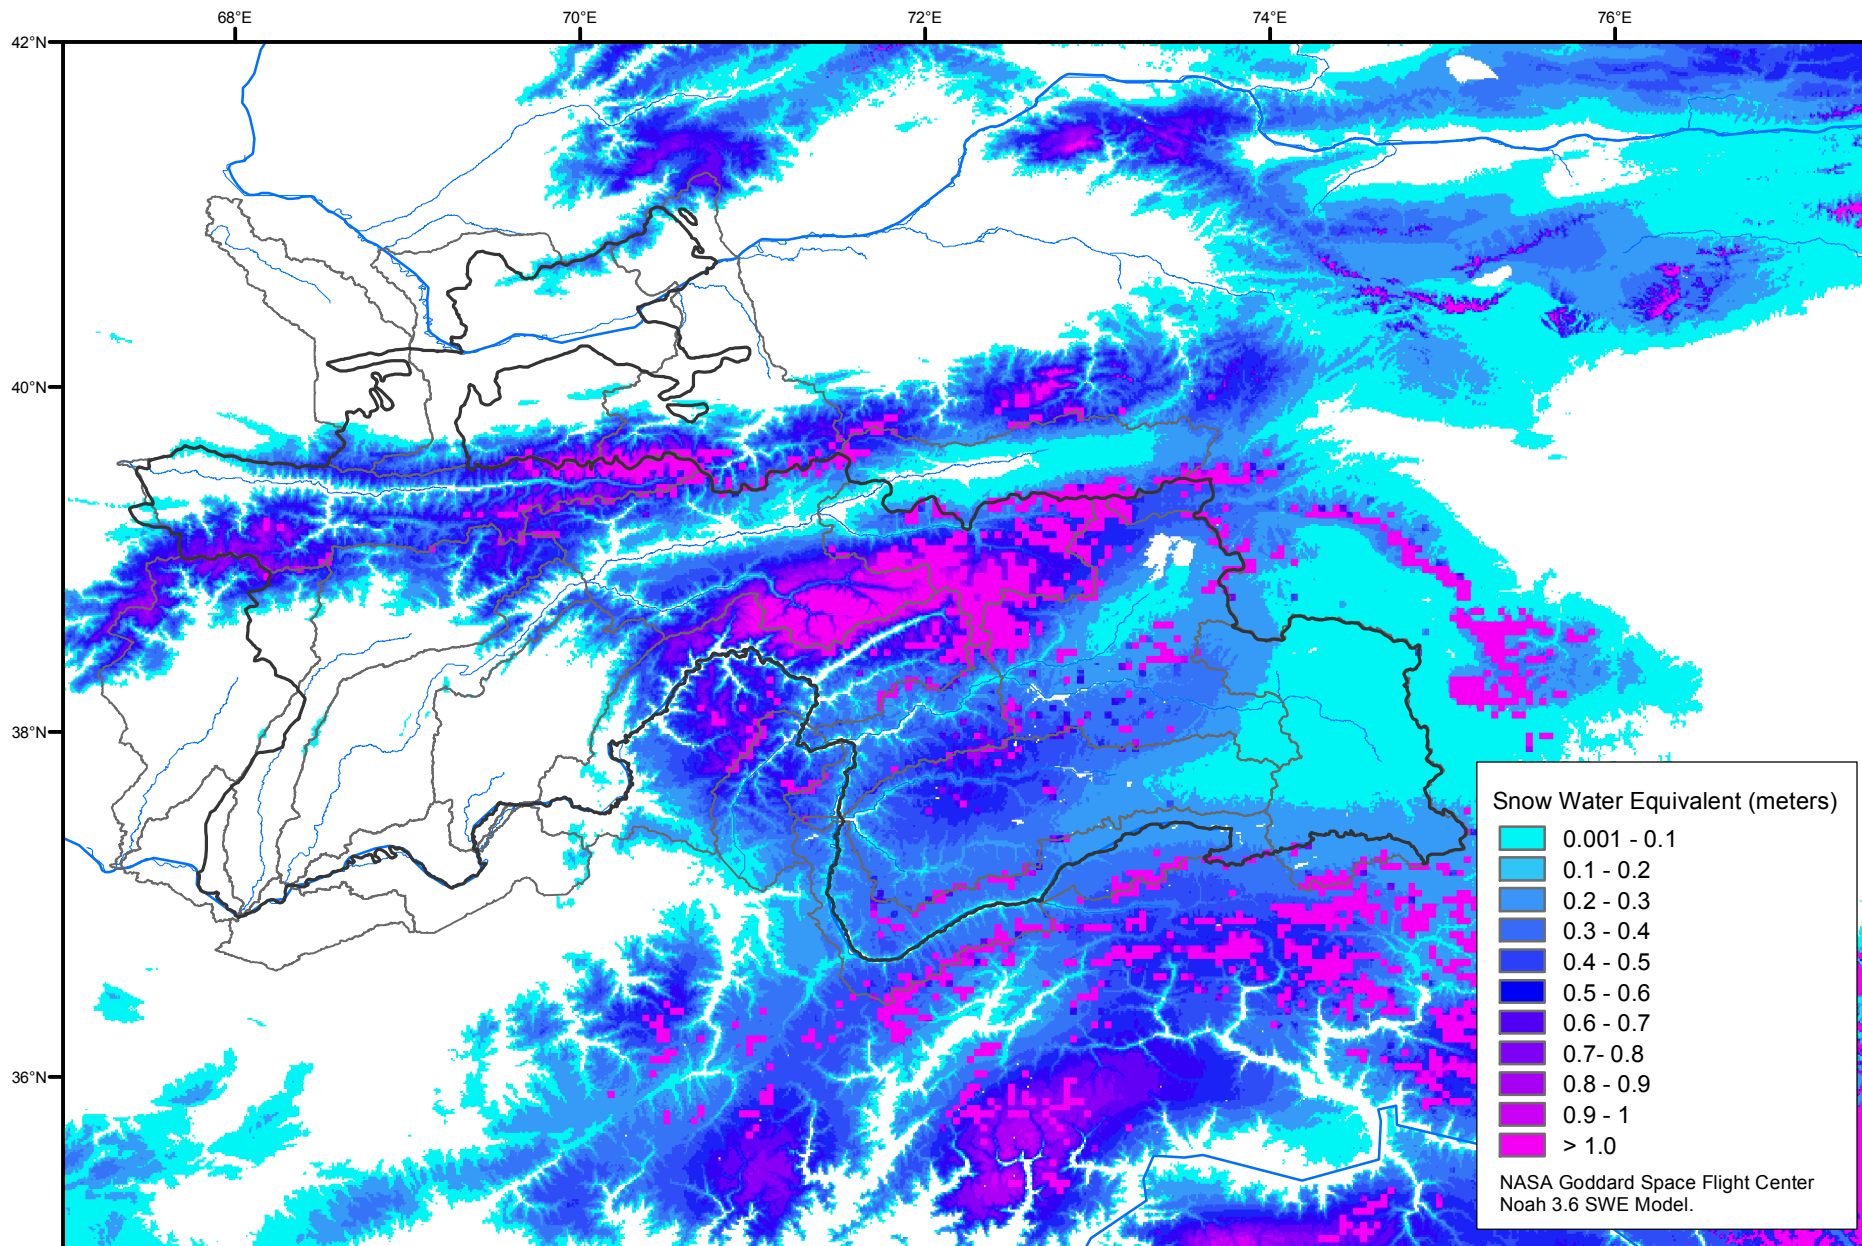 68°E 70°E 72°E 74°E 76°E
42°N
40°N
38°N
36°N
Snow Water Equivalent (meters)
0.001 - 0.1
0.1 - 0.2
0.2 - 0.3
0.3 - 0.4
0.4 - 0.5
0.5 - 0.6
0.6 - 0.7
0.7- 0.8
0.8 - 0.9
0.9 - 1
> 1.0
NASA Goddard Space Flight Center
Noah 3.6 SWE Model.